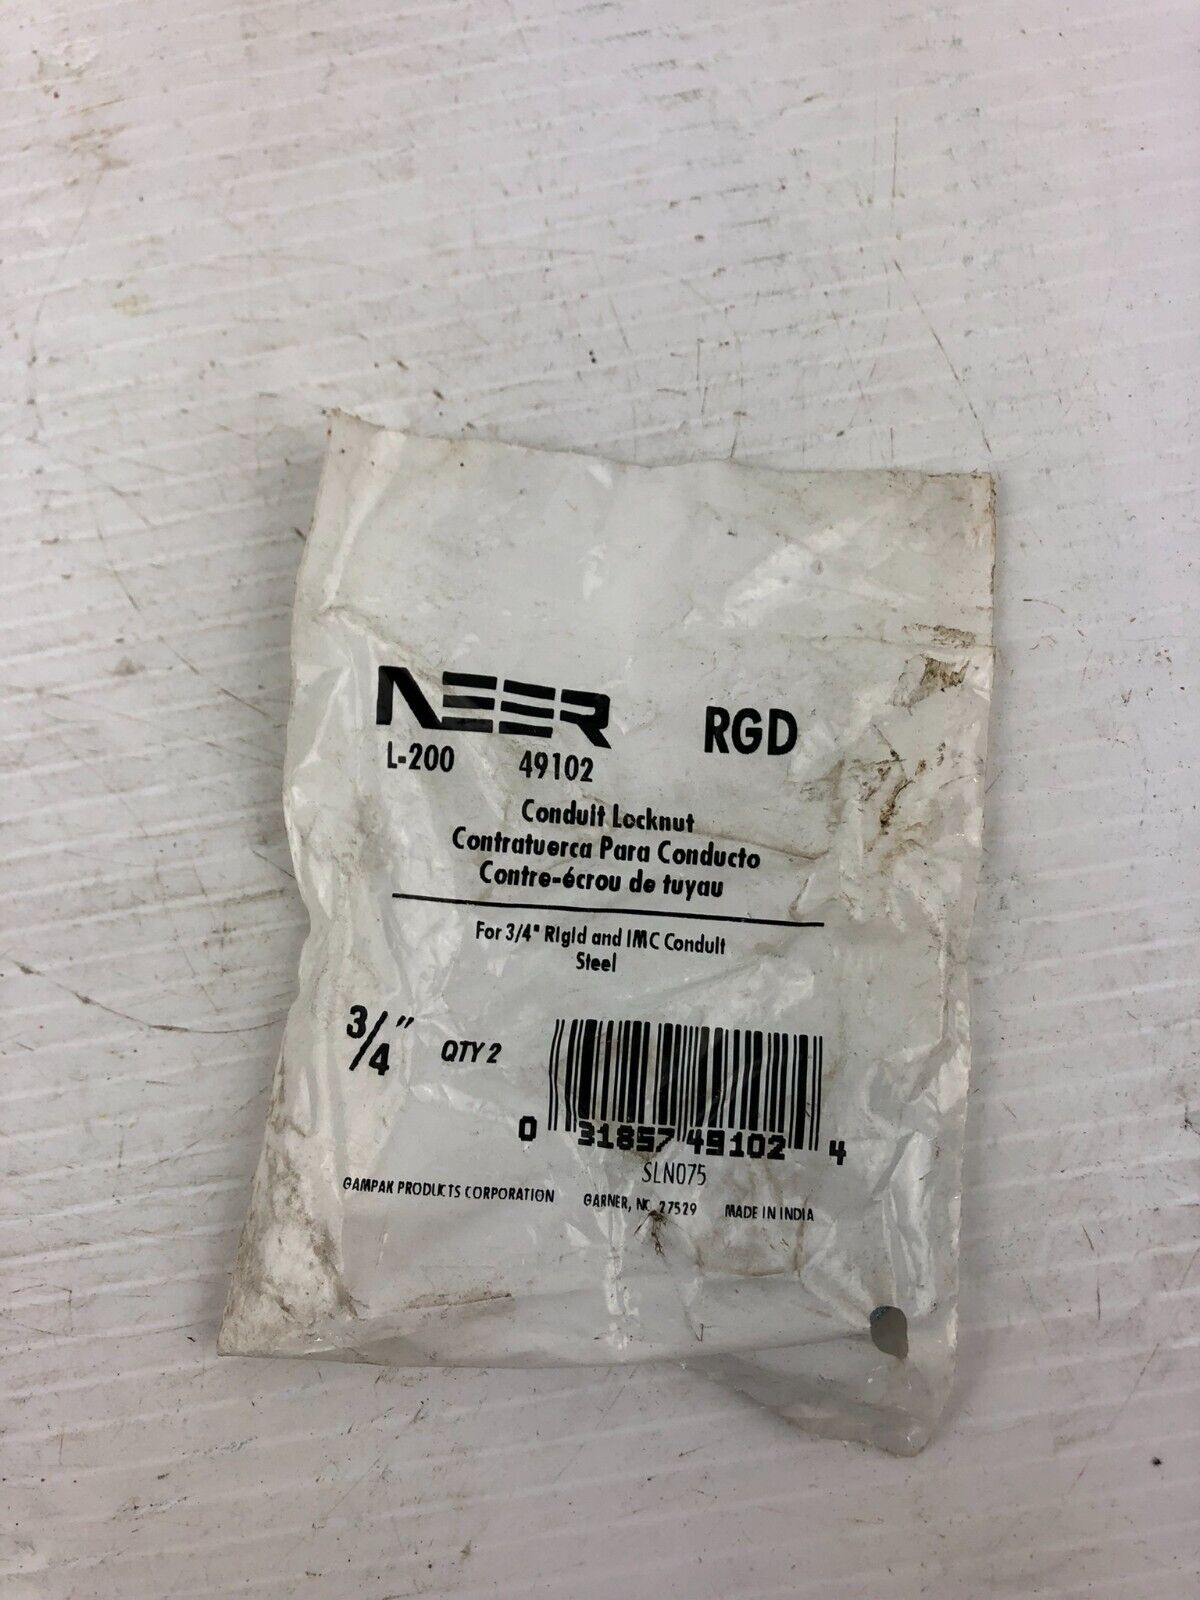 NEER RGD
L-200 49102
Conduit Locknut
Contratuerca Para Conducto
Contre-écrou de tuyau
For 3/4" Rigid and IMC Conduit
Steel
3/4" QTY 2
0 31857 49102 4
SLN075
GAMPAK PRODUCTS CORPORATION GARNER, NC 27529 MADE IN INDIA